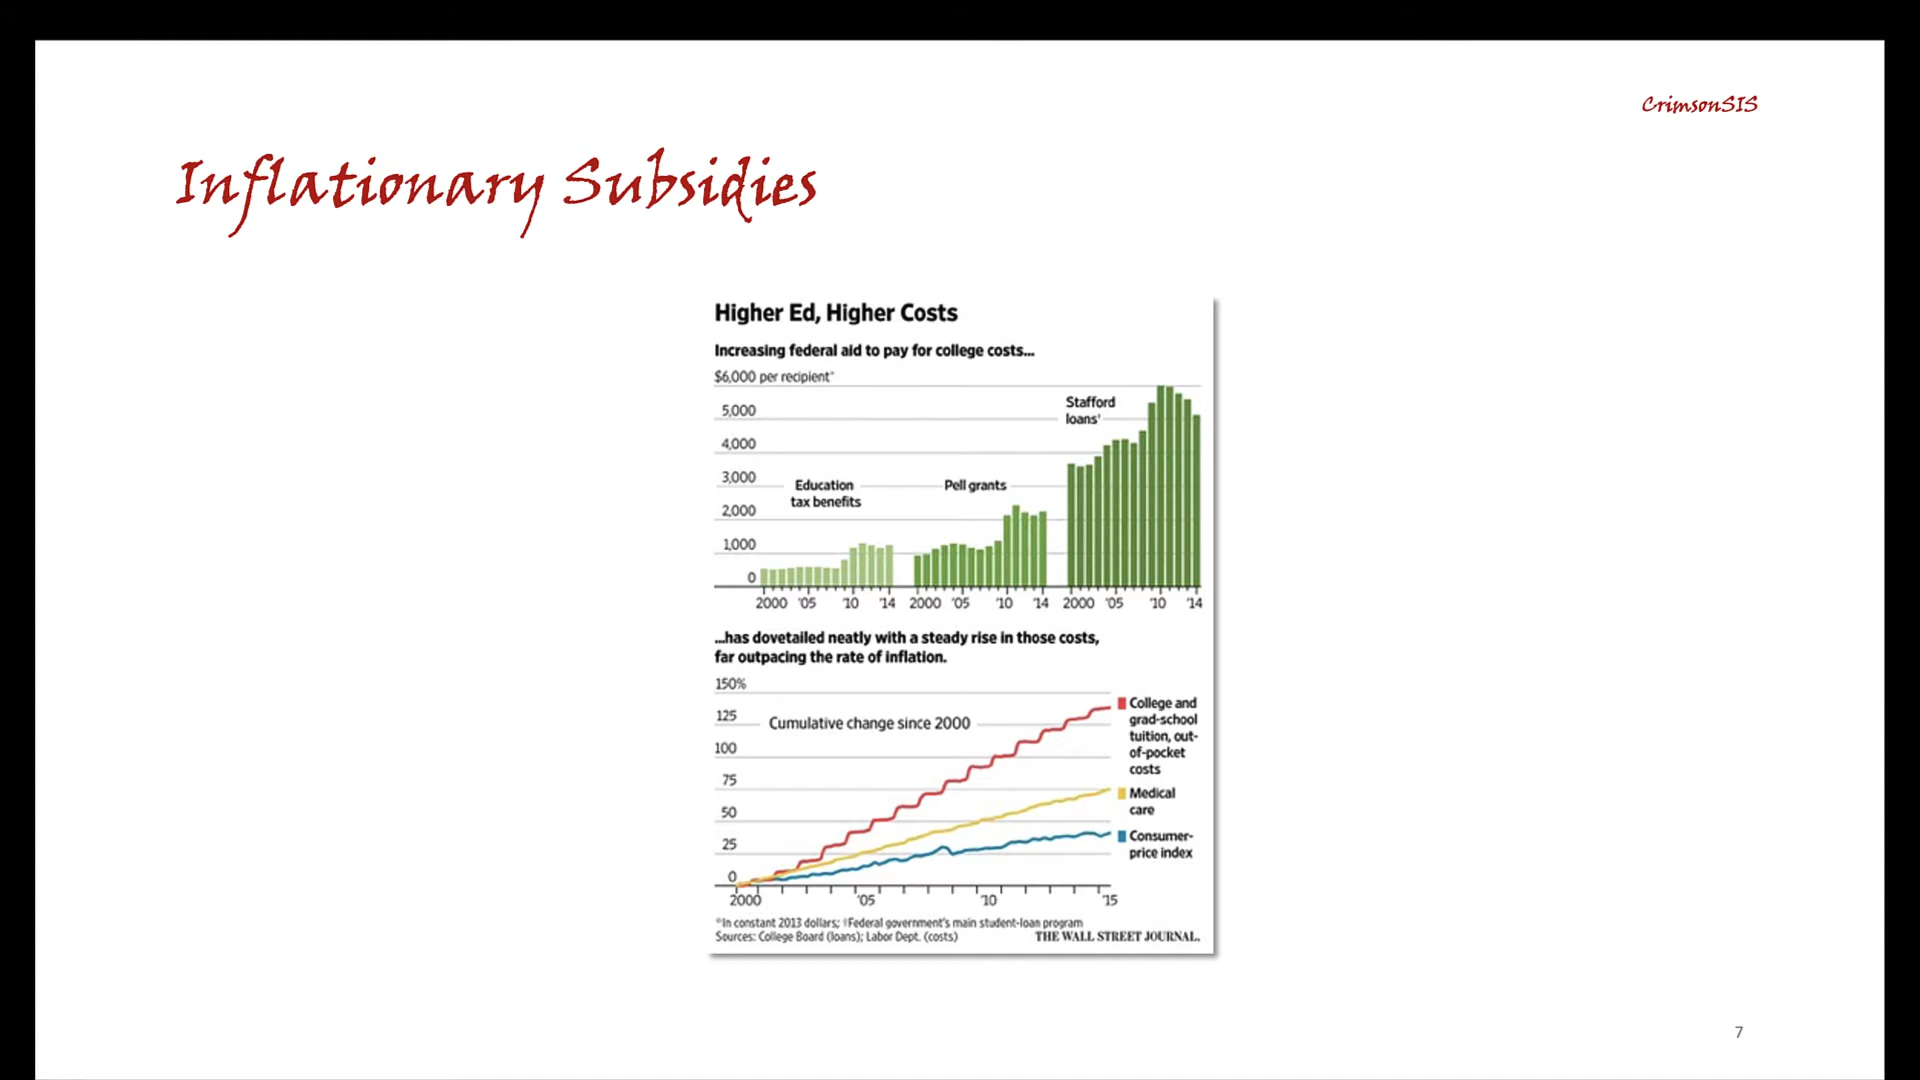 CrimsonSIS
Inflationary Subsidies
Higher Ed, Higher Costs
Increasing federal aid to pay for college costs...
$6,000 per recipient*
5,000
4,000
3,000
2,000
1,000
0
Education
tax benefits
Pell grants
Stafford
loans†
2000 '05 '10 '14 2000 '05 '10 '14 2000 '05 '10 '14
...has dovetailed neatly with a steady rise in those costs,
far outpacing the rate of inflation.
150%
125
100
75
50
25
0
Cumulative change since 2000
College and
grad-school
tuition, out-
of-pocket
costs
Medical
care
Consumer-
price index
2000 '05 '10 '15
*In constant 2013 dollars; †Federal government's main student-loan program
Sources: College Board (loans); Labor Dept. (costs) THE WALL STREET JOURNAL.
7